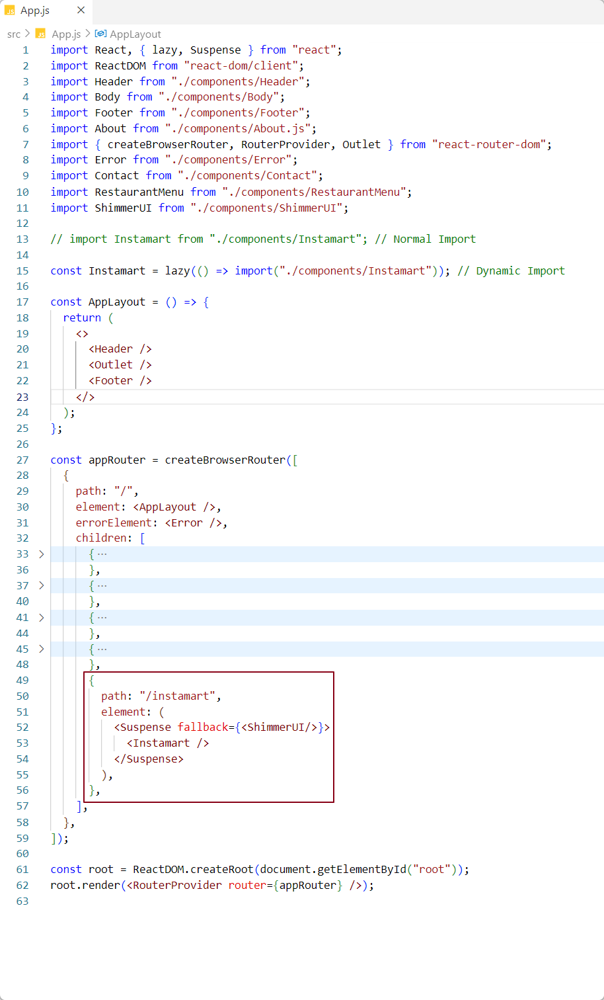 JS App.js ×
src > JS App.js > AppLayout
1 import React, { lazy, Suspense } from "react";
2 import ReactDOM from "react-dom/client";
3 import Header from "./components/Header";
4 import Body from "./components/Body";
5 import Footer from "./components/Footer";
6 import About from "./components/About.js";
7 import { createBrowserRouter, RouterProvider, Outlet } from "react-router-dom";
8 import Error from "./components/Error";
9 import Contact from "./components/Contact";
10 import RestaurantMenu from "./components/RestaurantMenu";
11 import ShimmerUI from "./components/ShimmerUI";
12
13 // import Instamart from "./components/Instamart"; // Normal Import
14
15 const Instamart = lazy(() => import("./components/Instamart")); // Dynamic Import
16
17 const AppLayout = () => {
18   return (
19     <>
20       <Header />
21       <Outlet />
22       <Footer />
23     </>
24   );
25 };
26
27 const appRouter = createBrowserRouter([
28   {
29     path: "/",
30     element: <AppLayout />,
31     errorElement: <Error />,
32     children: [
33 >     { ···
36       },
37 >     { ···
40       },
41 >     { ···
44       },
45 >     { ···
48       },
49       {
50         path: "/instamart",
51         element: (
52           <Suspense fallback={<ShimmerUI/>}>
53             <Instamart />
54           </Suspense>
55         ),
56       },
57     ],
58   },
59 ]);
60
61 const root = ReactDOM.createRoot(document.getElementById("root"));
62 root.render(<RouterProvider router={appRouter} />);
63